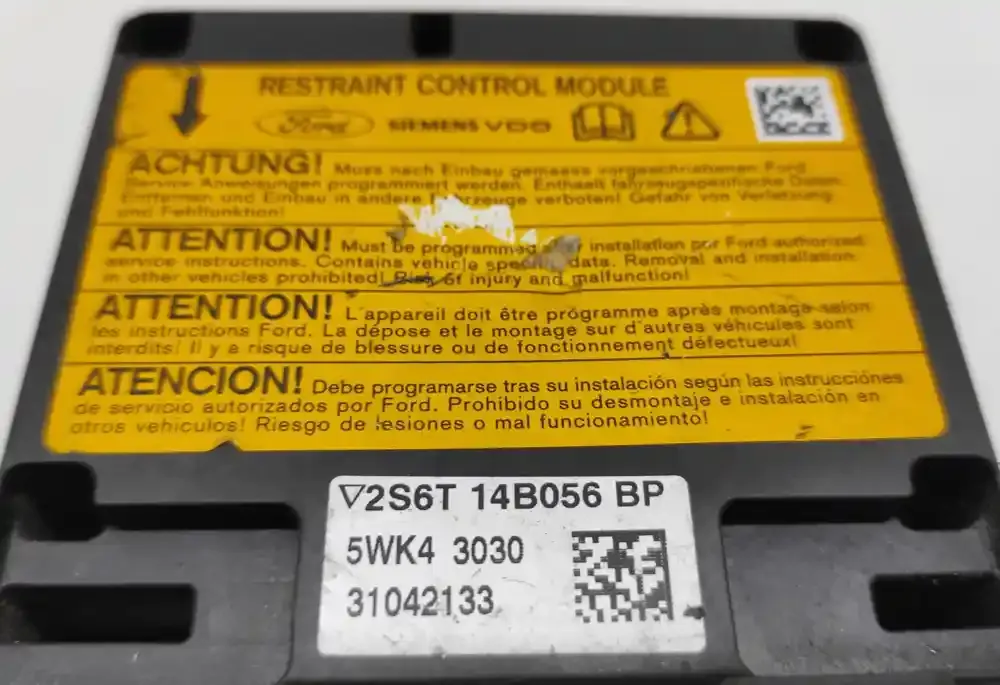 RESTRAINT CONTROL MODULE
Ford SIEMENS VDO
ACHTUNG! Muss nach Einbau gemaess vorgeschriebenen Ford
Service Anweisungen programmiert werden. Enthaelt fahrzeugspezifische Daten.
Entfernen und Einbau in andere Fahrzeuge verboten! Gefahr von Verletzung
und Fehlfunktion!
ATTENTION! Must be programmed after installation per Ford authorized
service instructions. Contains vehicle specific data. Removal and installation
in other vehicles prohibited! Risk of injury and malfunction!
ATTENTION! L'appareil doit être programme après montage selon
les instructions Ford. La dépose et le montage sur d'autres véhicules sont
interdits! Il y a risque de blessure ou de fonctionnement défectueux!
ATENCION! Debe programarse tras su instalación según las instrucciónes
de servicio autorizados por Ford. Prohibido su desmontaje e instalación en
otros vehiculos! Riesgo de lesiones o mal funcionamiento!
2S6T 14B056 BP
5WK4 3030
31042133